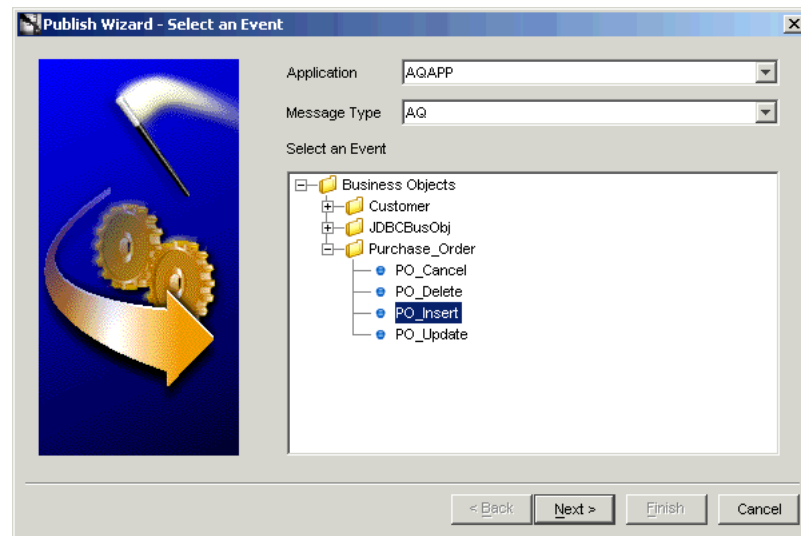 Publish Wizard - Select an Event
Application AQAPP
Message Type AQ
Select an Event
Business Objects
Customer
JDBCBusObj
Purchase_Order
PO_Cancel
PO_Delete
PO_Insert
PO_Update
< Back Next > Finish Cancel